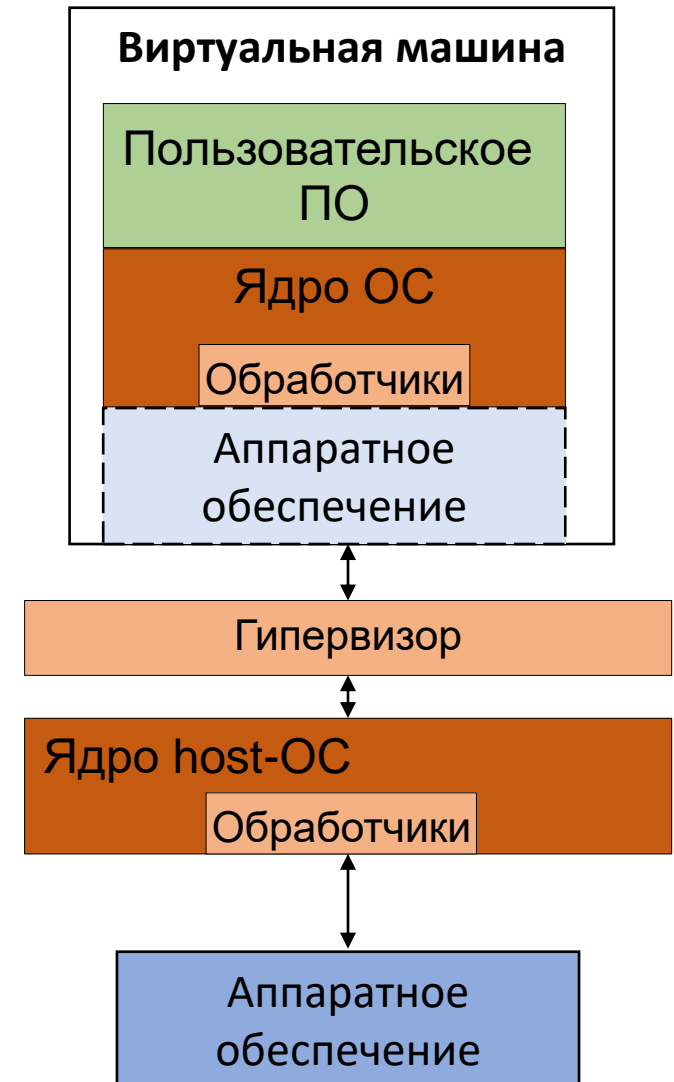 Виртуальная машина
Пользовательское
ПО
Ядро ОС
Обработчики
Аппаратное
обеспечение
Гипервизор
Ядро host-ОС
Обработчики
Аппаратное
обеспечение